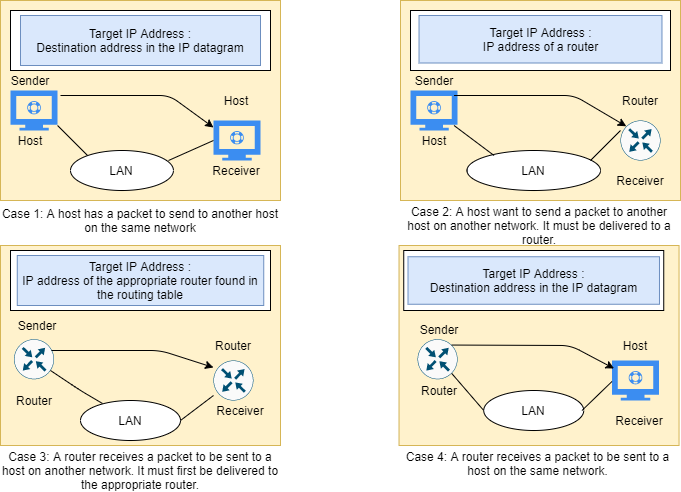 Target IP Address :
Destination address in the IP datagram
Sender
Host
Host
LAN
Receiver
Case 1: A host has a packet to send to another host
on the same network
Target IP Address :
IP address of a router
Sender
Router
Host
LAN
Receiver
Case 2: A host want to send a packet to another
host on another network. It must be delivered to a
router.
Target IP Address :
IP address of the appropriate router found in
the routing table
Sender
Router
Router
LAN
Receiver
Case 3: A router receives a packet to be sent to a
host on another network. It must first be delivered to
the appropriate router.
Target IP Address :
Destination address in the IP datagram
Sender
Host
Router
LAN
Receiver
Case 4: A router receives a packet to be sent to a
host on the same network.